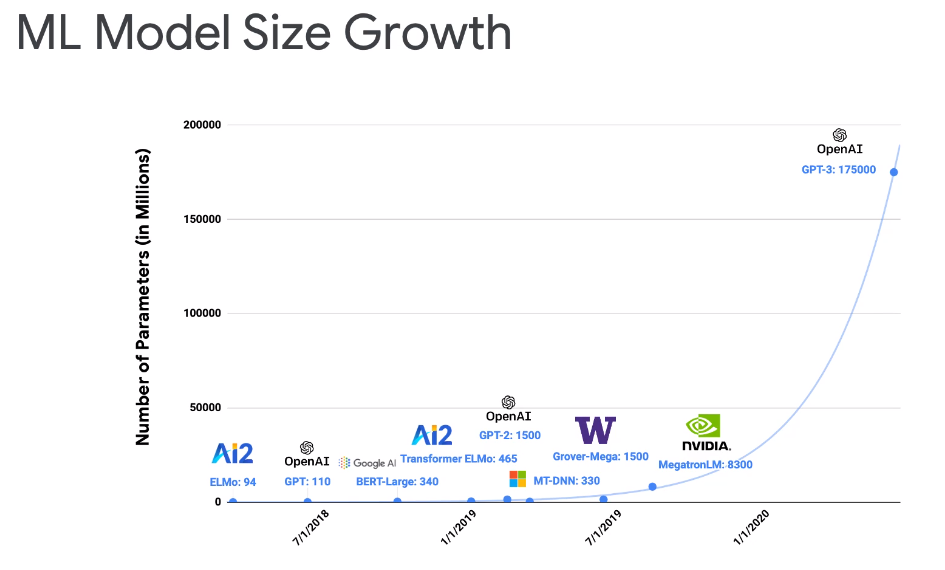 ML Model Size Growth
Number of Parameters (in Millions)
200000
150000
100000
50000
0
OpenAI
GPT-3: 175000
Ai2
ELMo: 94
OpenAI
GPT: 110
Google AI
BERT-Large: 340
Ai2
Transformer ELMo: 465
OpenAI
GPT-2: 1500
MT-DNN: 330
W
Grover-Mega: 1500
NVIDIA.
MegatronLM: 8300
7/1/2018
1/1/2019
7/1/2019
1/1/2020